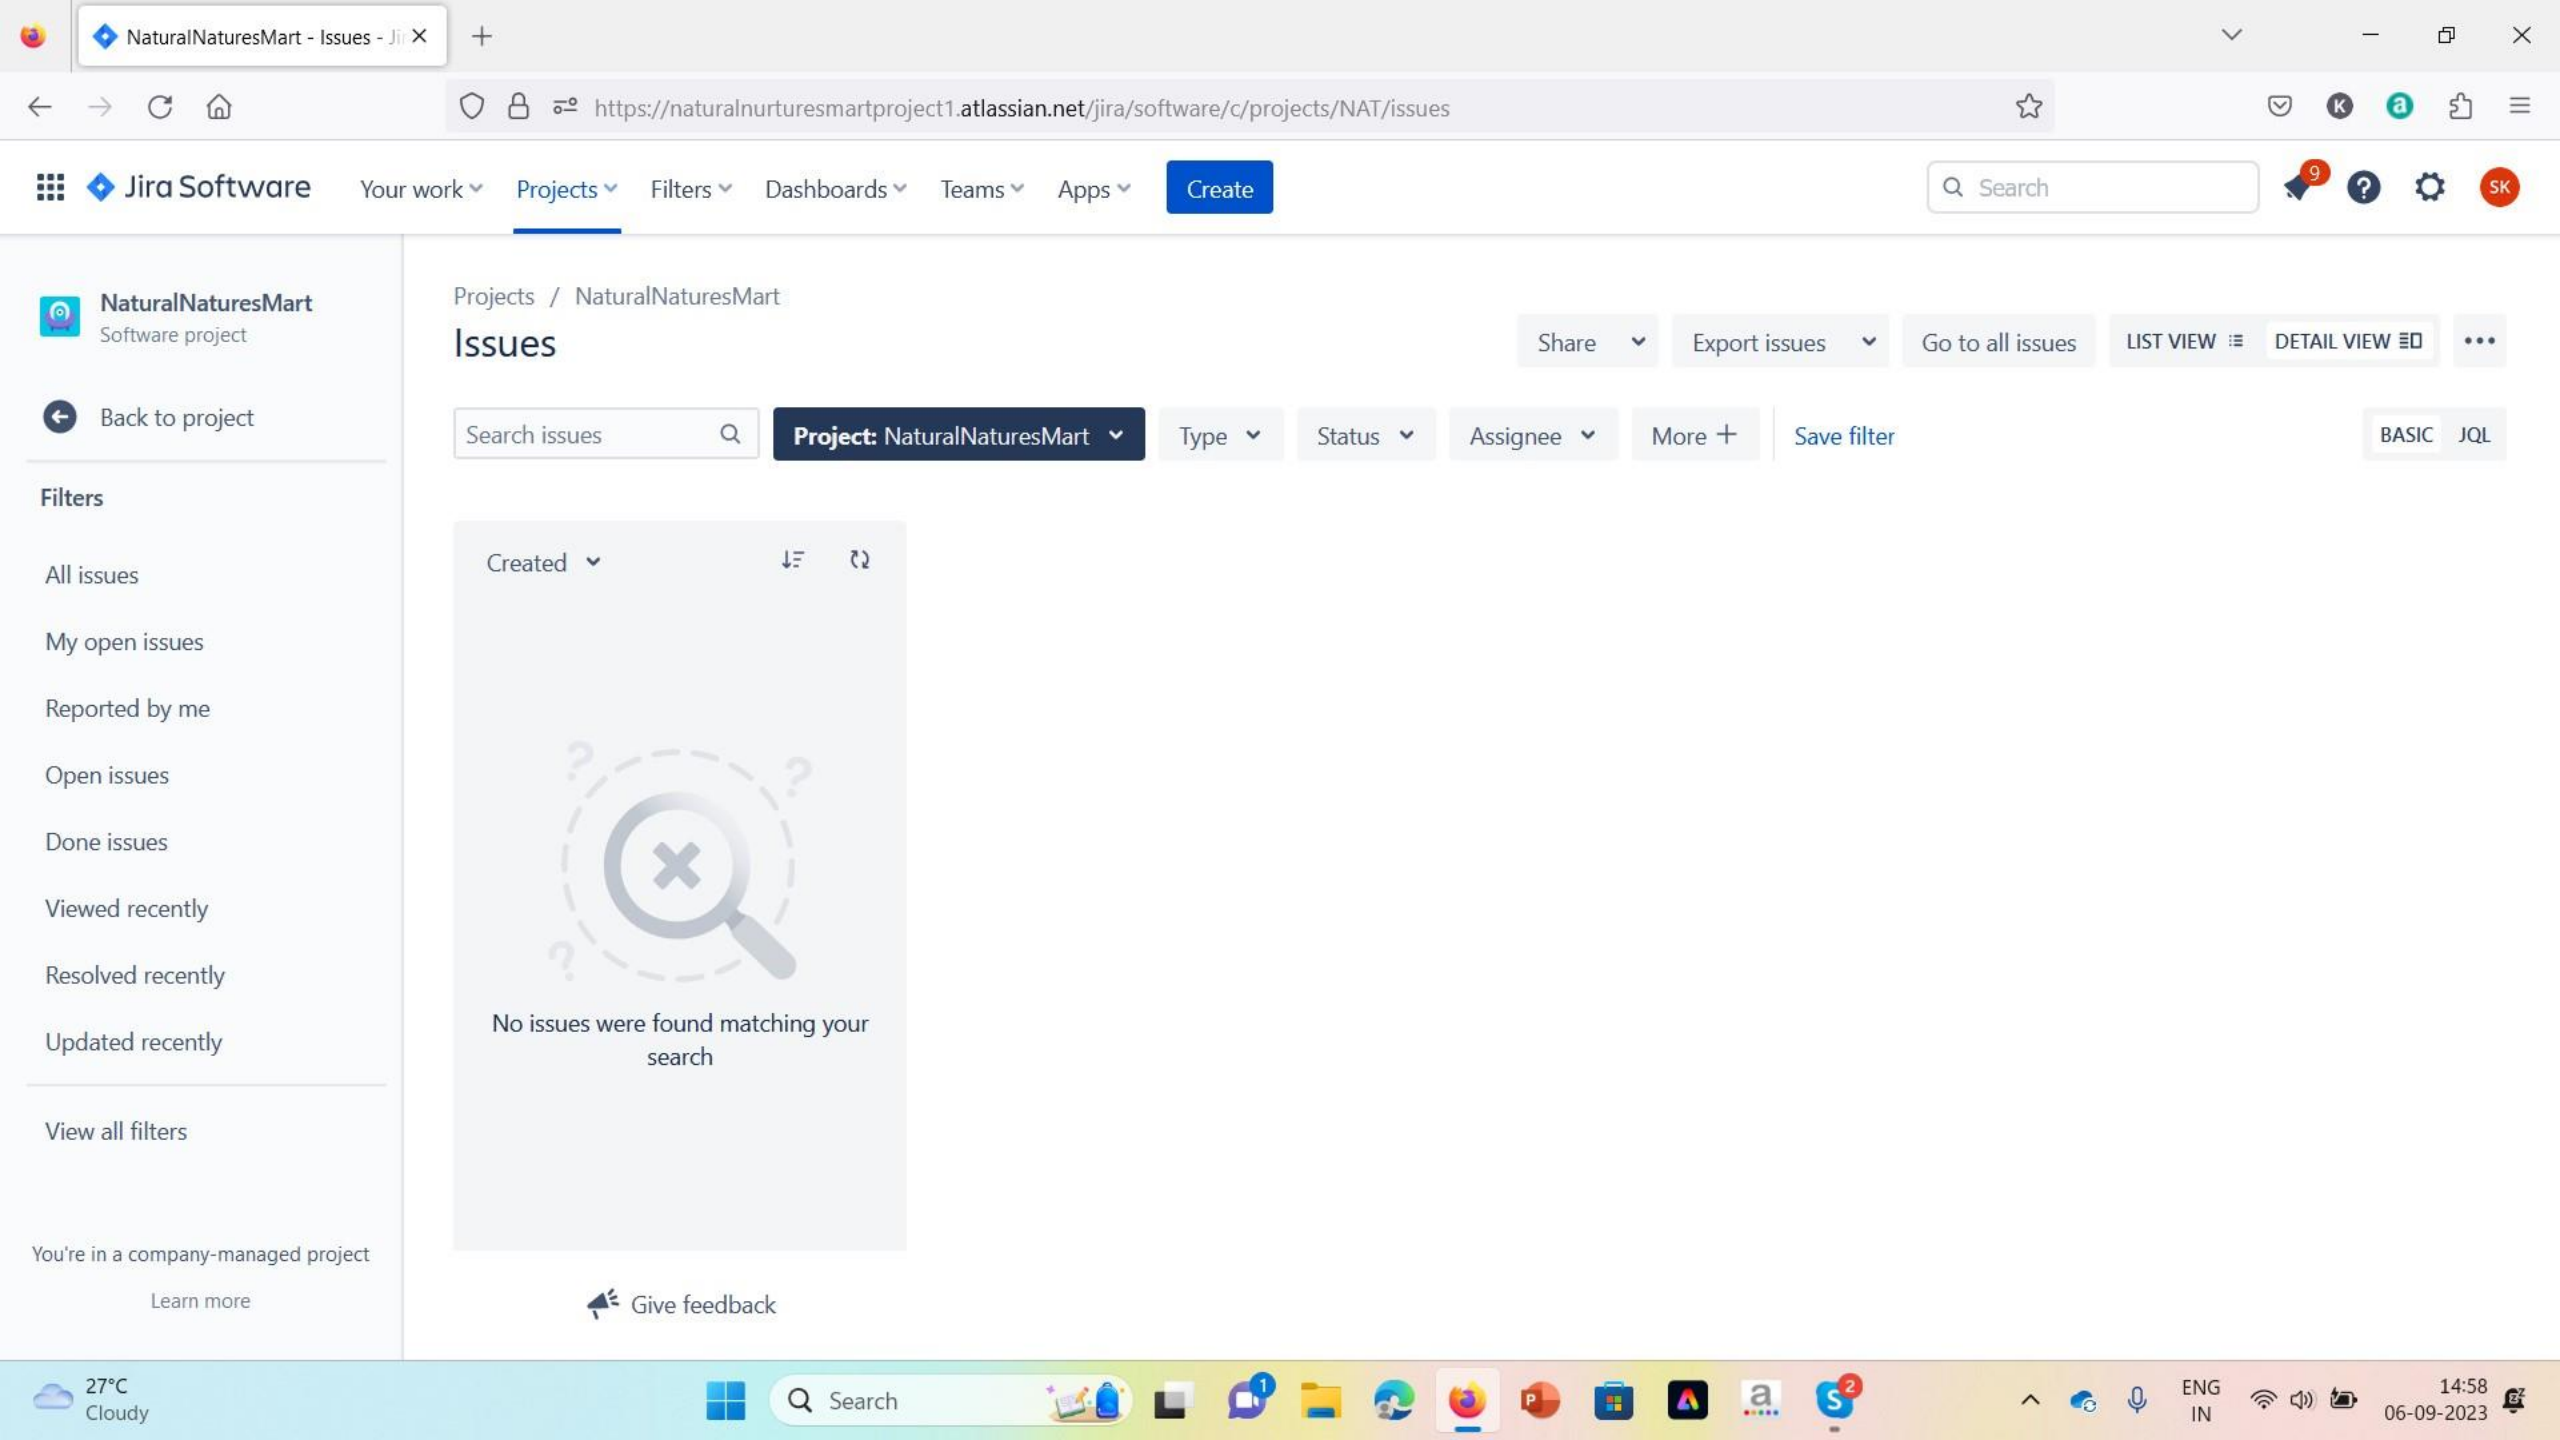 NaturalNaturesMart - Issues - Ji
https://naturalnurturesmartproject1.atlassian.net/jira/software/c/projects/NAT/issues
K
a
Jira Software
Your work
Projects
Filters
Dashboards
Teams
Apps
Create
Search
9
SK
NaturalNaturesMart
Software project
Back to project
Filters
All issues
My open issues
Reported by me
Open issues
Done issues
Viewed recently
Resolved recently
Updated recently
View all filters
You're in a company-managed project
Learn more
Projects / NaturalNaturesMart
Issues
Share
Export issues
Go to all issues
LIST VIEW
DETAIL VIEW
Search issues
Project: NaturalNaturesMart
Type
Status
Assignee
More +
Save filter
BASIC
JQL
Created
No issues were found matching your
search
Give feedback
27°C
Cloudy
Search
1
P
a
S
2
ENG
IN
14:58
06-09-2023